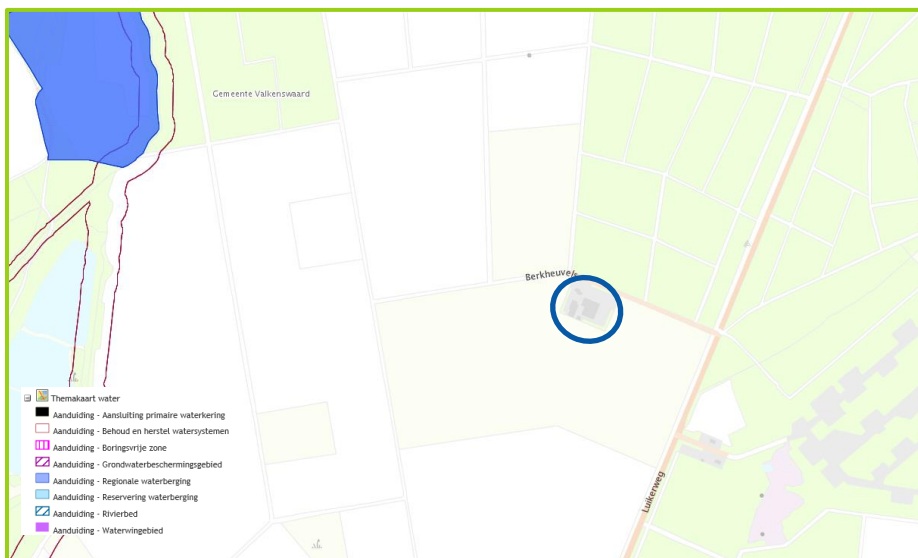 Gemeente Valkenswaard
Berkheuvels
Luikerweg
Themakaart water
Aanduiding - Aansluiting primaire waterkering
Aanduiding - Behoud en herstel watersystemen
Aanduiding - Boringsvrije zone
Aanduiding - Grondwaterbeschermingsgebied
Aanduiding - Regionale waterberging
Aanduiding - Reservering waterberging
Aanduiding - Rivierbed
Aanduiding - Waterwingebied